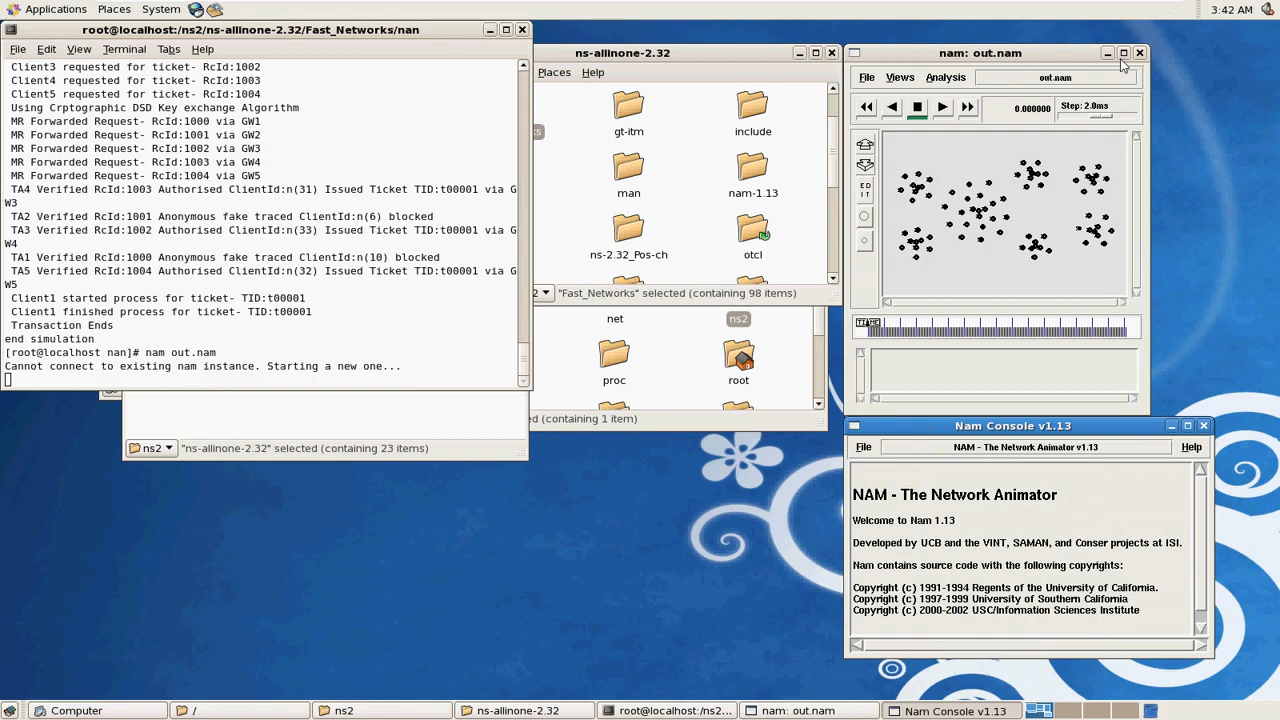 Applications Places System
3:42 AM
root@localhost:/ns2/ns-allinone-2.32/Fast_Networks/nan
File Edit View Terminal Tabs Help
Client3 requested for ticket- RcId:1002
Client4 requested for ticket- RcId:1003
Client5 requested for ticket- RcId:1004
Using Crptographic DSD Key exchange Algorithm
MR Forwarded Request- RcId:1000 via GW1
MR Forwarded Request- RcId:1001 via GW2
MR Forwarded Request- RcId:1002 via GW3
MR Forwarded Request- RcId:1003 via GW4
MR Forwarded Request- RcId:1004 via GW5
TA4 Verified RcId:1003 Authorised ClientId:n(31) Issued Ticket TID:t00001 via G
W3
TA2 Verified RcId:1001 Anonymous fake traced ClientId:n(6) blocked
TA3 Verified RcId:1002 Authorised ClientId:n(33) Issued Ticket TID:t00001 via G
W4
TA1 Verified RcId:1000 Anonymous fake traced ClientId:n(10) blocked
TA5 Verified RcId:1004 Authorised ClientId:n(32) Issued Ticket TID:t00001 via G
W5
Client1 started process for ticket- TID:t00001
Client1 finished process for ticket- TID:t00001
Transaction Ends
end simulation
[root@localhost nan]# nam out.nam
Cannot connect to existing nam instance. Starting a new one...
ns2 "ns-allinone-2.32" selected (containing 23 items)
ns-allinone-2.32
Places Help
gt-itm include
man nam-1.13
ns-2.32_Pos-ch otcl
2 "Fast_Networks" selected (containing 98 items)
net ns2
proc root
ed (containing 1 item)
nam: out.nam
File Views Analysis out.nam
0.000000 Step: 2.0ms
E D
I T
TIME
Nam Console v1.13
File NAM - The Network Animator v1.13 Help
NAM - The Network Animator
Welcome to Nam 1.13
Developed by UCB and the VINT, SAMAN, and Conser projects at ISI.
Nam contains source code with the following copyrights:
Copyright (c) 1991-1994 Regents of the University of California.
Copyright (c) 1997-1999 University of Southern California
Copyright (c) 2000-2002 USC/Information Sciences Institute
Computer / ns2 ns-allinone-2.32 root@localhost:/ns2... nam: out.nam Nam Console v1.13